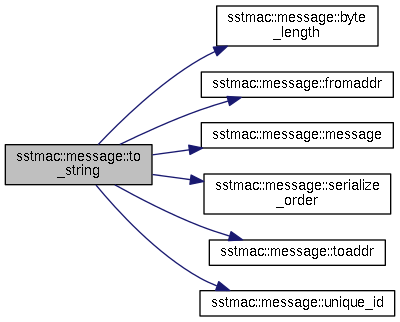 sstmac::message::byte
_length
sstmac::message::fromaddr
sstmac::message::message
sstmac::message::to
_string
sstmac::message::serialize
_order
sstmac::message::toaddr
sstmac::message::unique_id